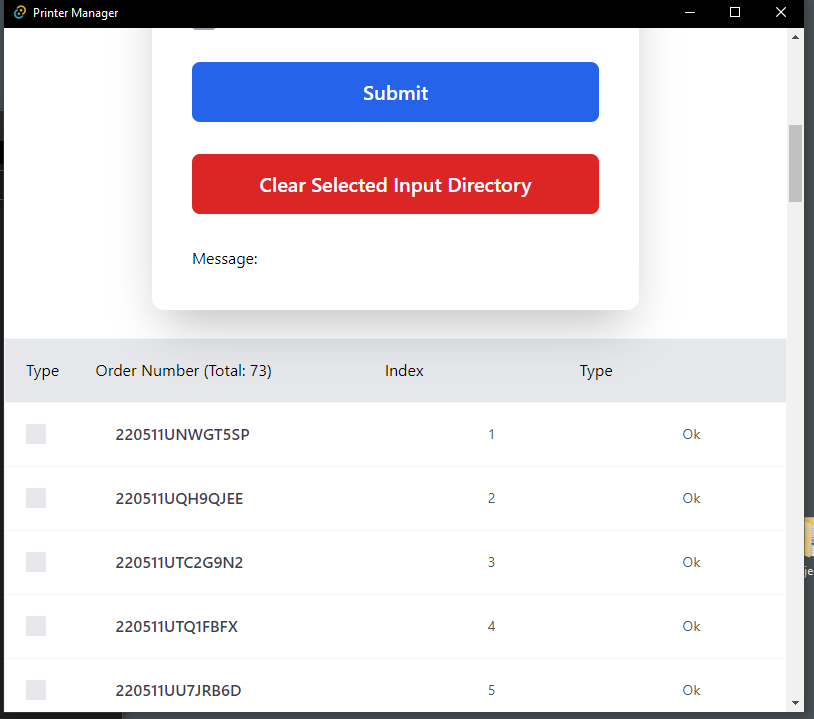 Printer Manager
Submit
Clear Selected Input Directory
Message:
Type Order Number (Total: 73) Index Type
220511UNWGT5SP 1 Ok
220511UQH9QJEE 2 Ok
220511UTC2G9N2 3 Ok
220511UTQ1FBFX 4 Ok
220511UU7JRB6D 5 Ok
je